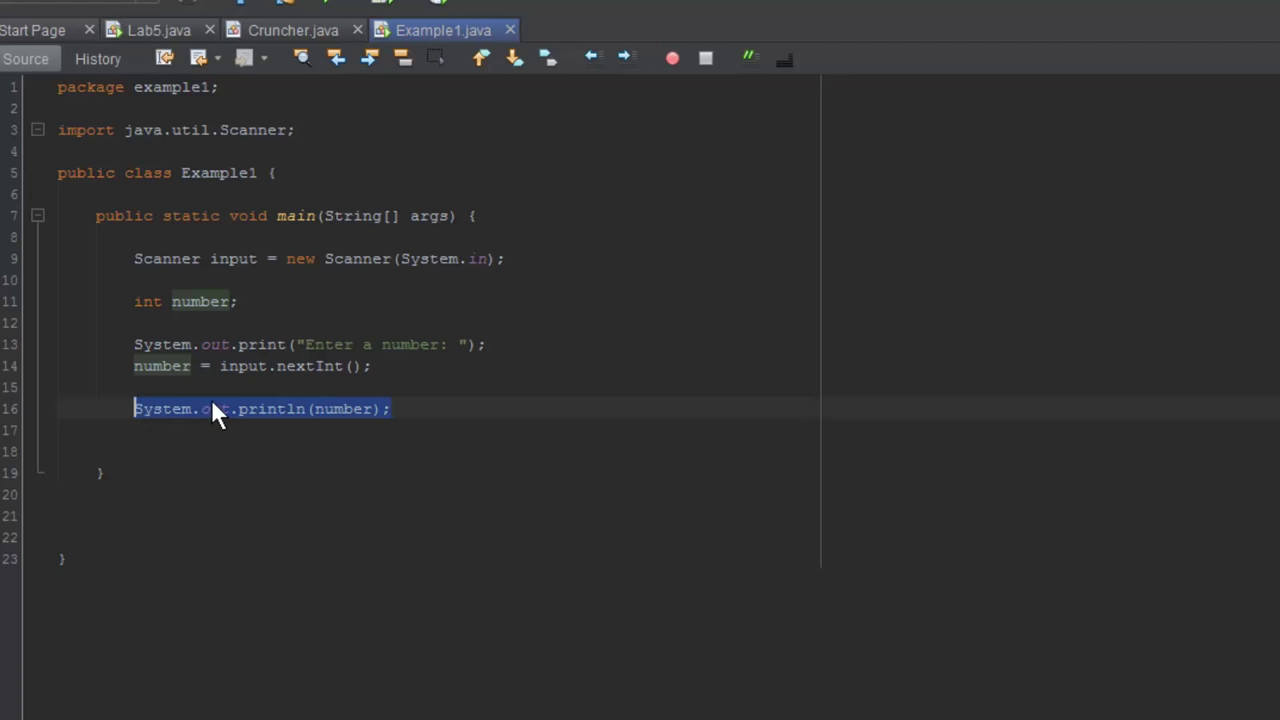 Start Page Lab5.java Cruncher.java Example1.java
Source History
1 package example1;
2
3 import java.util.Scanner;
4
5 public class Example1 {
6
7 public static void main(String[] args) {
8
9 Scanner input = new Scanner(System.in);
10
11 int number;
12
13 System.out.print("Enter a number: ");
14 number = input.nextInt();
15
16 System.out.println(number);
17
18
19 }
20
21
22
23 }